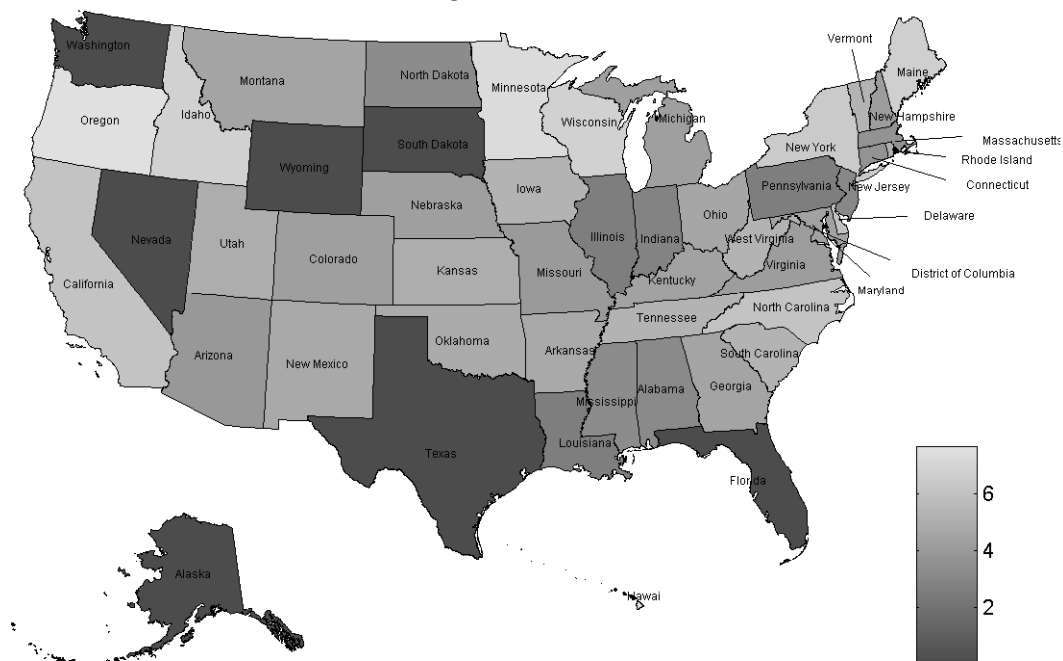 Vermont
Washington
Maine
North Dakota
Montana
Minnesota
Idaho
Oregon
Wisconsin
Michigan
New Hampshire
Massachusetts
South Dakota
New York
Rhode Island
Wyoming
Connecticut
Pennsylvania
New Jersey
Iowa
Nebraska
Ohio
Delaware
Nevada
Utah
Illinois
Indiana
West Virginia
Colorado
Kansas
Missouri
Virginia
District of Columbia
California
Kentucky
Maryland
North Carolina
Tennessee
Oklahoma
Arkansas
South Carolina
Arizona
New Mexico
Georgia
Alabama
Mississippi
Louisiana
Texas
Florida
6
4
Alaska
Hawai
2